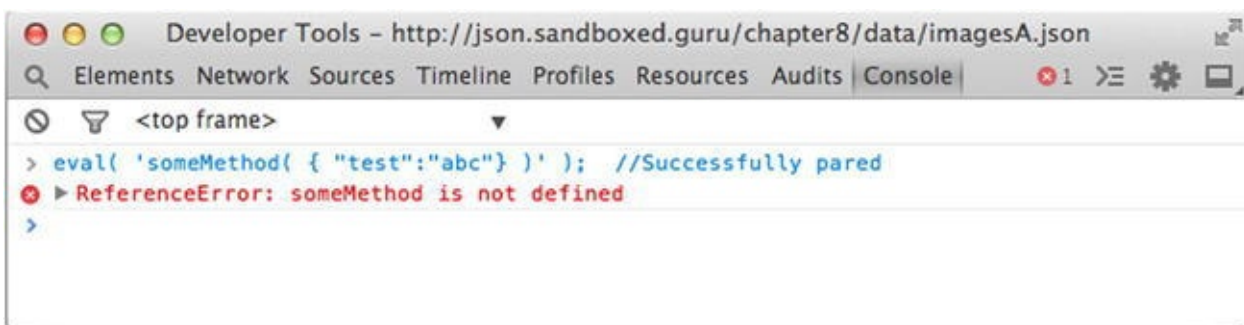 Developer Tools – http://json.sandboxed.guru/chapter8/data/imagesA.json
Elements Network Sources Timeline Profiles Resources Audits Console 1
<top frame>
> eval( 'someMethod( { "test":"abc"} )' ); //Successfully pared
ReferenceError: someMethod is not defined
>